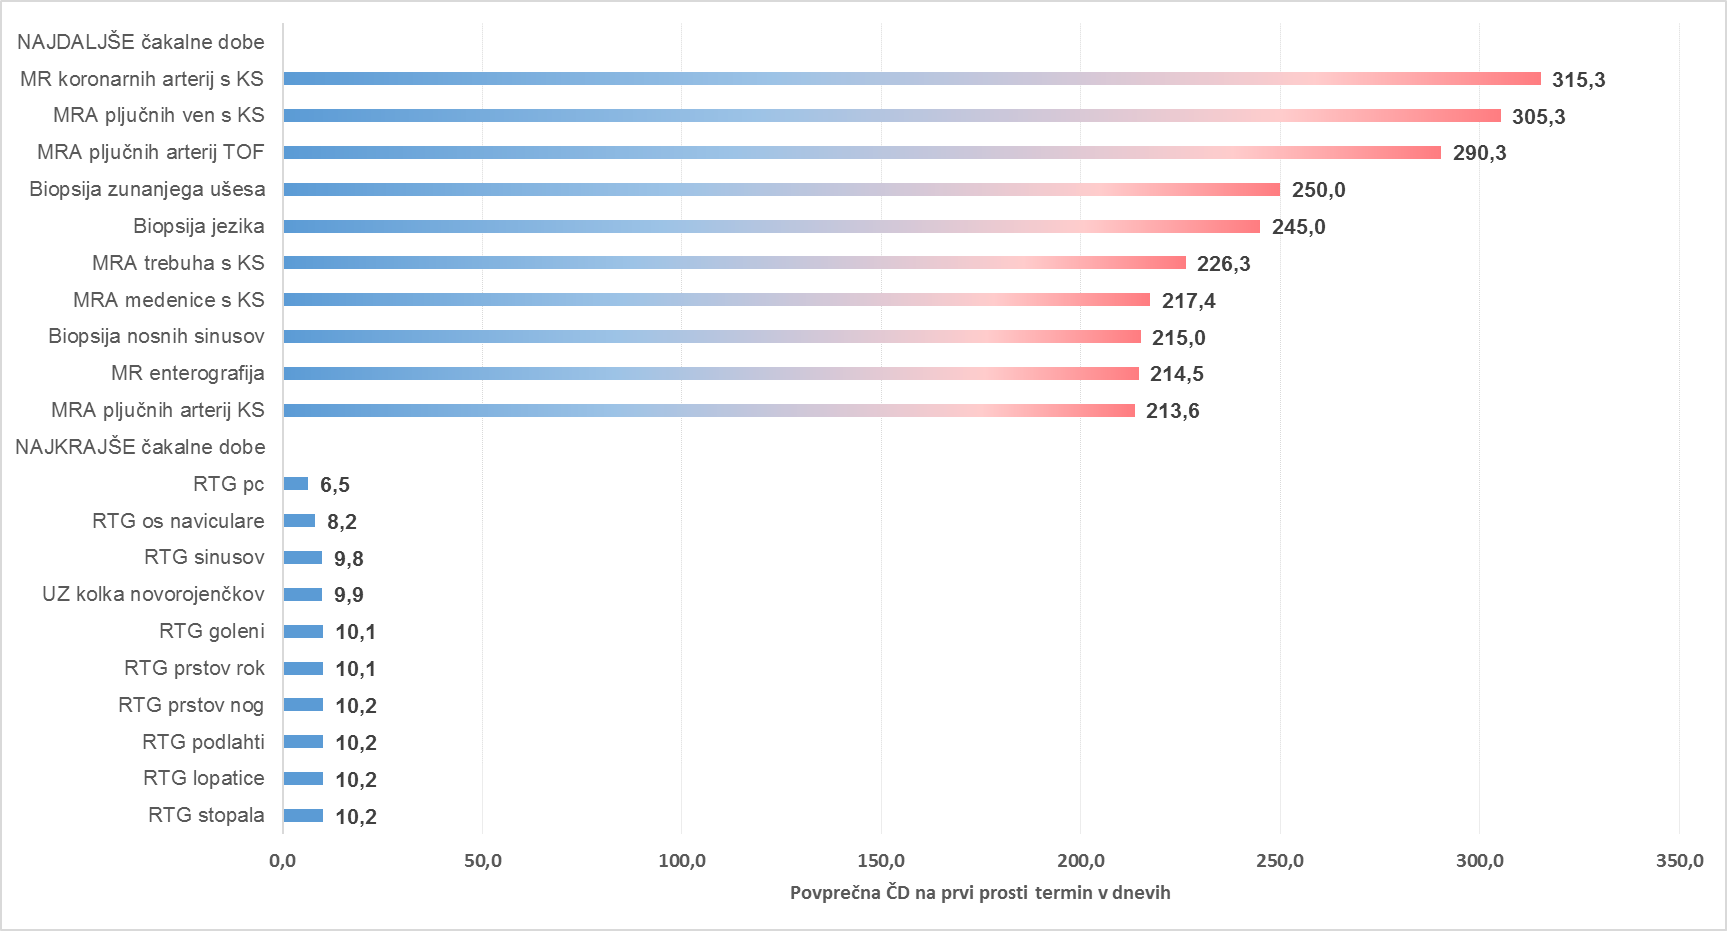 NAJDALJŠE čakalne dobe
MR koronarnih arterij s KS 315,3
MRA pljučnih ven s KS 305,3
MRA pljučnih arterij TOF 290,3
Biopsija zunanjega ušesa 250,0
Biopsija jezika 245,0
MRA trebuha s KS 226,3
MRA medenice s KS 217,4
Biopsija nosnih sinusov 215,0
MR enterografija 214,5
MRA pljučnih arterij KS 213,6
NAJKRAJŠE čakalne dobe
RTG pc 6,5
RTG os naviculare 8,2
RTG sinusov 9,8
UZ kolka novorojenčkov 9,9
RTG goleni 10,1
RTG prstov rok 10,1
RTG prstov nog 10,2
RTG podlahti 10,2
RTG lopatice 10,2
RTG stopala 10,2
0,0 50,0 100,0 150,0 200,0 250,0 300,0 350,0
Povprečna ČD na prvi prosti termin v dnevih